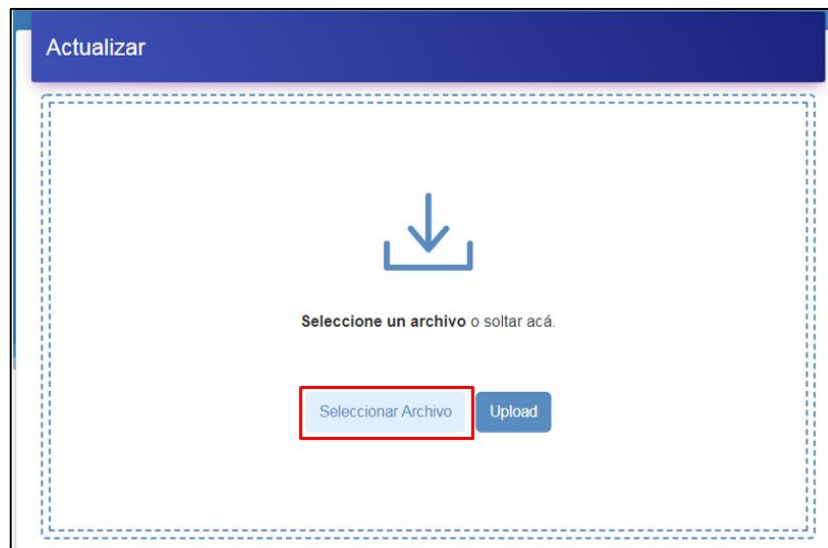 Actualizar
Seleccione un archivo o soltar acá.
Seleccionar Archivo Upload